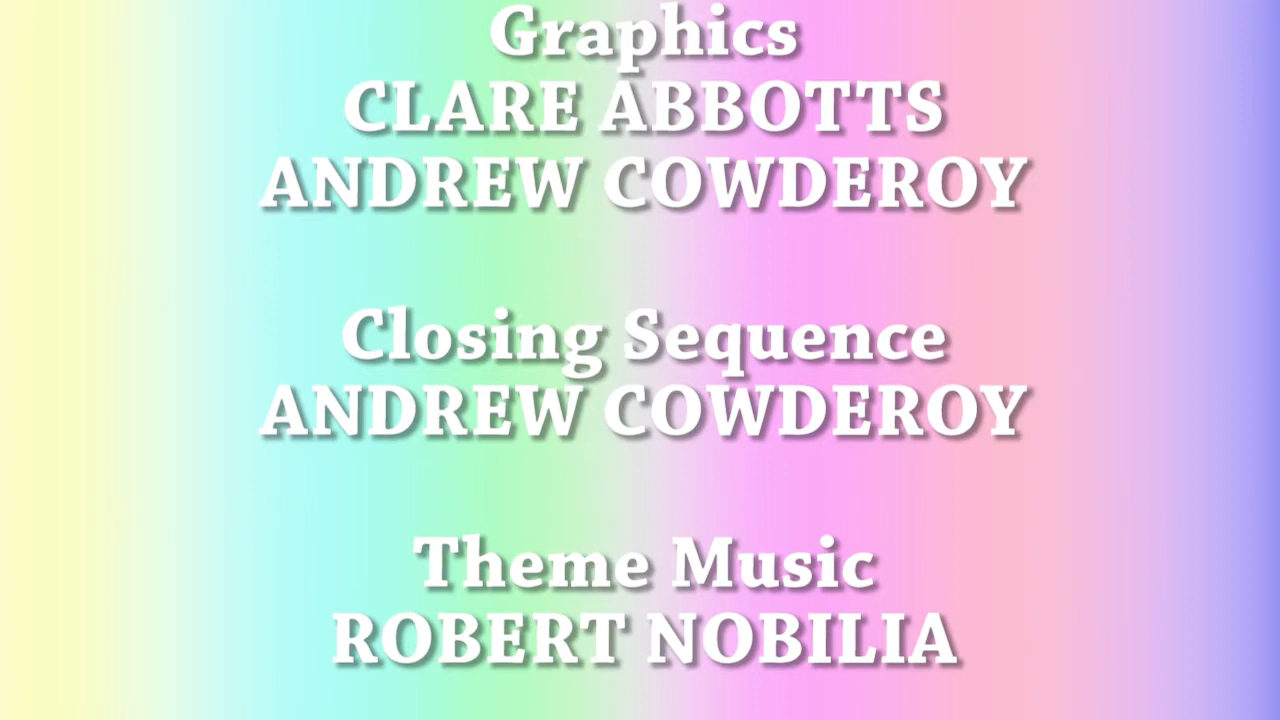 Graphics
CLARE ABBOTTS
ANDREW COWDEROY
Closing Sequence
ANDREW COWDEROY
Theme Music
ROBERT NOBILIA